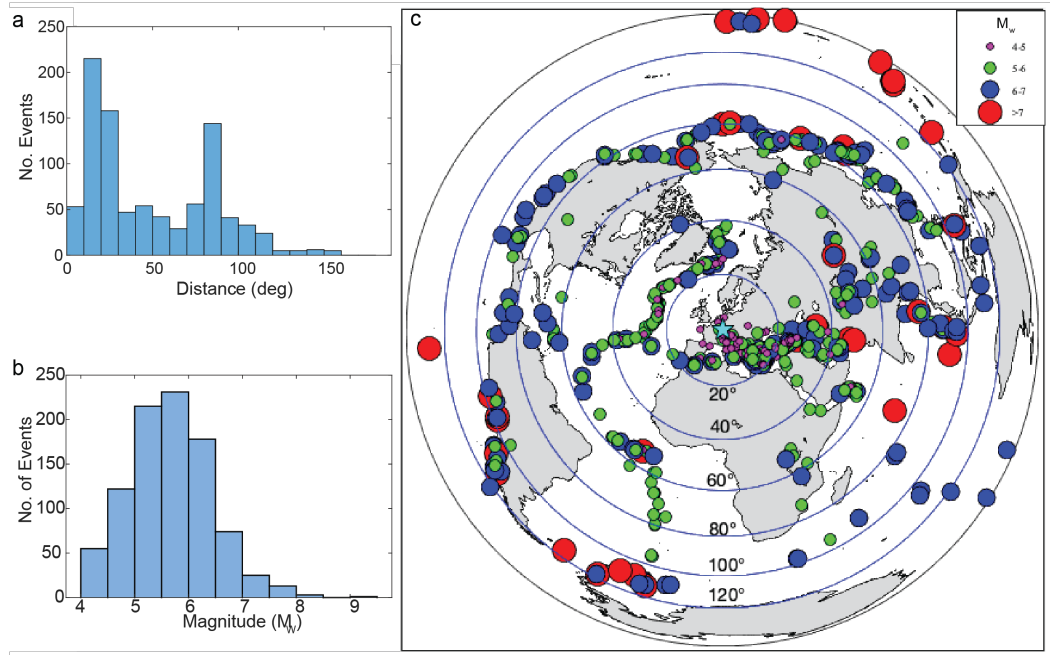 a
250
200
150
100
50
0
No. Events
0 50 100 150
Distance (deg)
b
250
200
150
100
50
0
No. of Events
4 5 6 7 8 9
Magnitude (Mw)
c
Mw
4-5
5-6
6-7
>7
20°
40°
60°
80°
100°
120°